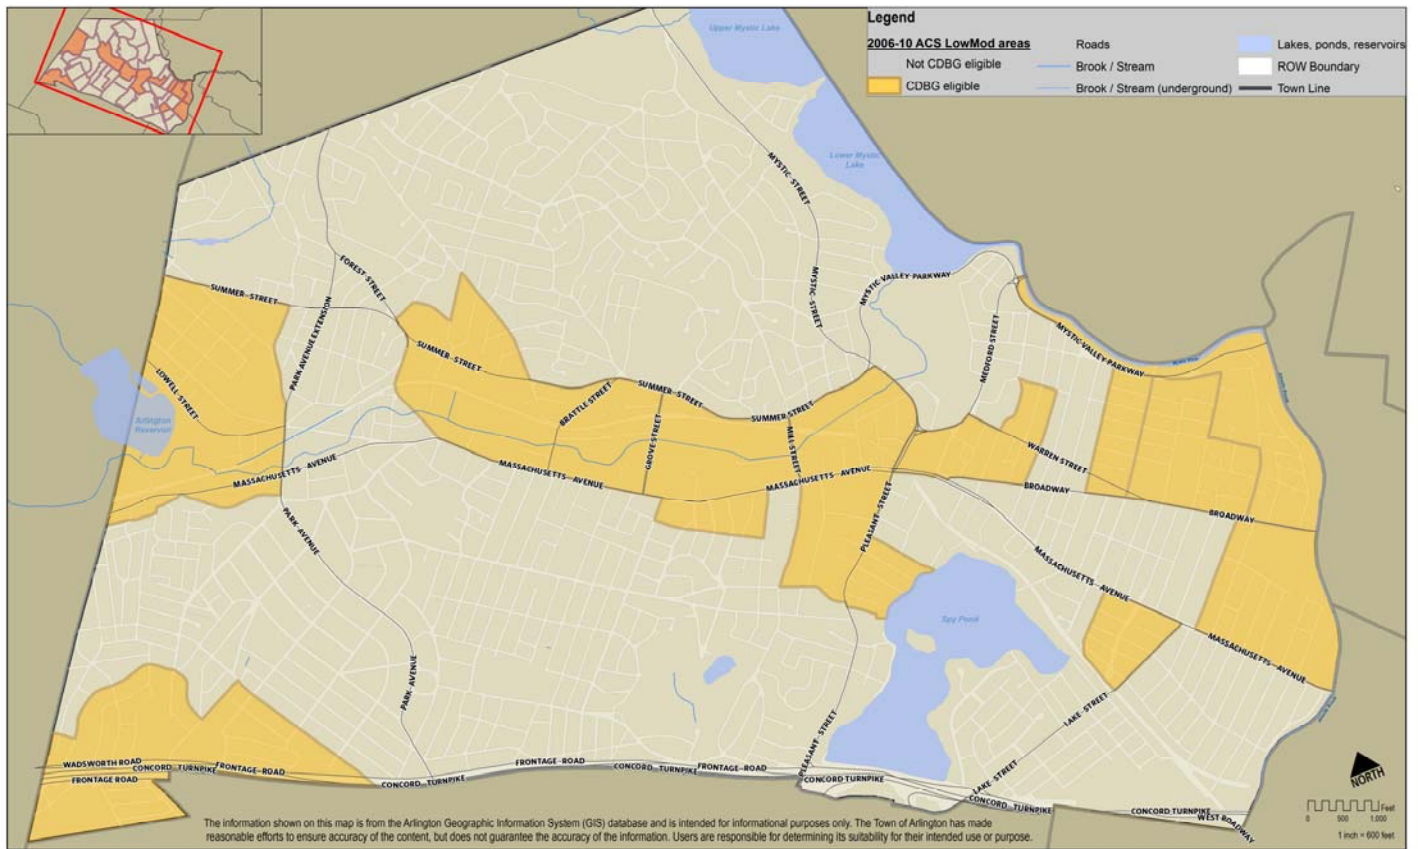 Legend
2006-10 ACS LowMod areas
Not CDBG eligible
CDBG eligible
Roads
Brook / Stream
Brook / Stream (underground)
Lakes, ponds, reservoirs
ROW Boundary
Town Line
Upper Mystic Lake
Lower Mystic
Lake
MYSTIC STREET
MYSTIC STREET
MYSTIC VALLEY PARKWAY
MEDFORD STREET
MYSTIC VALLEY PARKWAY
FOREST STREET
SUMMER STREET
PARK AVENUE EXTENSION
LOWELL STREET
Arlington
Reservoir
SUMMER STREET
BRATTLE STREET
SUMMER STREET
SUMMER STREET
GROVE STREET
MILL STREET
MASSACHUSETTS AVENUE
MASSACHUSETTS AVENUE
MASSACHUSETTS AVENUE
PLEASANT STREET
WARREN STREET
BROADWAY
BROADWAY
MASSACHUSETTS AVENUE
MASSACHUSETTS AVENUE
PARK AVENUE
PARK AVENUE
Spy Pond
LAKE STREET
LAKE STREET
PLEASANT STREET
WADSWORTH ROAD
FRONTAGE ROAD
CONCORD TURNPIKE
FRONTAGE ROAD
CONCORD TURNPIKE
FRONTAGE ROAD
CONCORD TURNPIKE
FRONTAGE ROAD
CONCORD TURNPIKE
CONCORD TURNPIKE
CONCORD TURNPIKE
WEST ROADWAY
NORTH
Feet
0 500 1,000
1 inch = 600 feet
The information shown on this map is from the Arlington Geographic Information System (GIS) database and is intended for informational purposes only. The Town of Arlington has made
reasonable efforts to ensure accuracy of the content, but does not guarantee the accuracy of the information. Users are responsible for determining its suitability for their intended use or purpose.